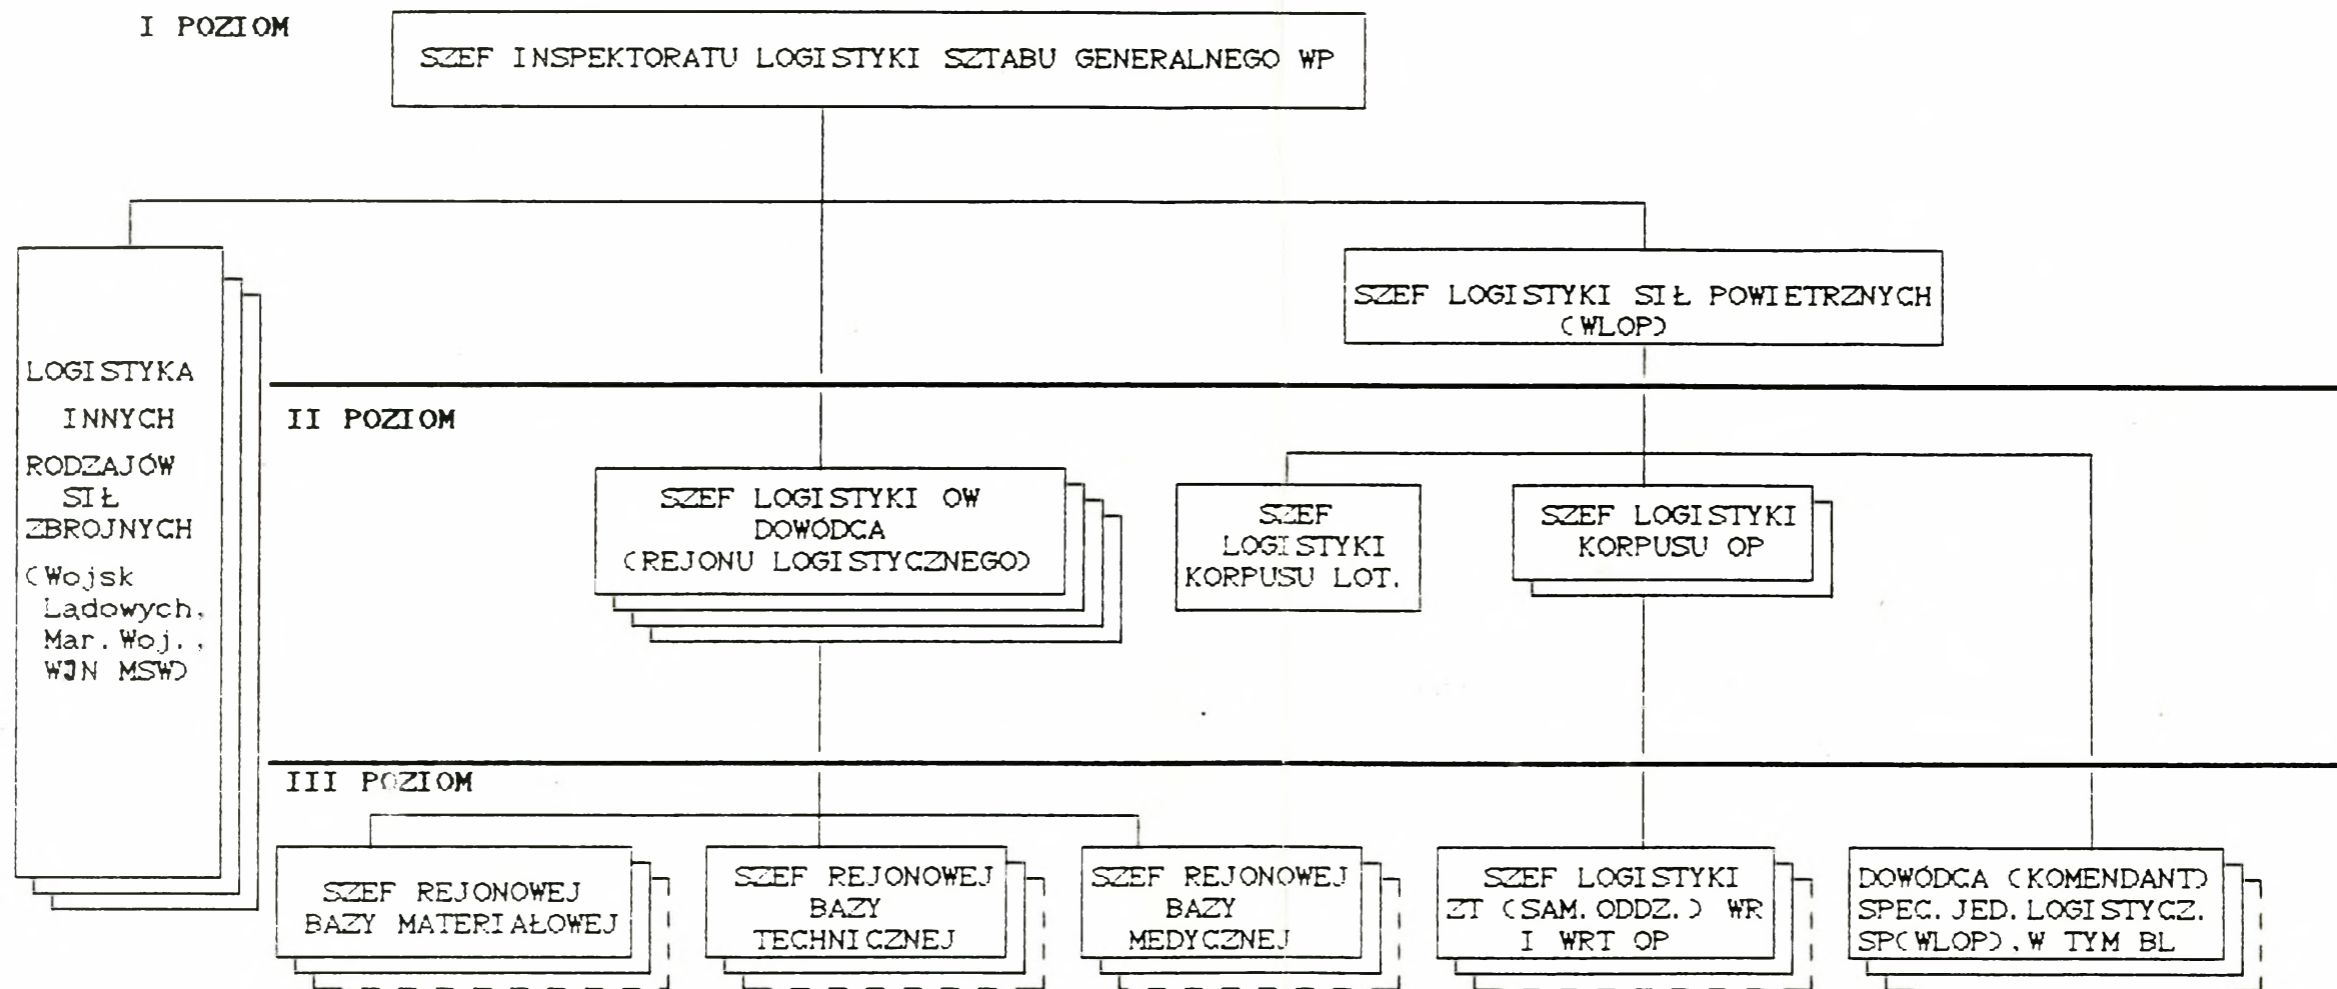 I POZIOM
SZEF INSPEKTORATU LOGISTYKI SZTABU GENERALNEGO WP
SZEF LOGISTYKI SIŁ POWIETRZNYCH
(WLOP)
LOGISTYKA
INNYCH
RODZAJÓW
SIŁ
ZBROJNYCH
(Wojsk
Lądowych,
Mar. Woj.,
WJN MSW)
II POZIOM
SZEF LOGISTYKI OW
DOWÓDCA
(REJONU LOGISTYCZNEGO)
SZEF
LOGISTYKI
KORPUSU LOT.
SZEF LOGISTYKI
KORPUSU OP
III POZIOM
SZEF REJONOWEJ
BAZY MATERIAŁOWEJ
SZEF REJONOWEJ
BAZY
TECHNICZNEJ
SZEF REJONOWEJ
BAZY
MEDYCZNEJ
SZEF LOGISTYKI
ZT (SAM. ODDZ.) WR
I WRT OP
DOWÓDCA (KOMENDANT)
SPEC. JED. LOGISTYCZ.
SP(WLOP), W TYM BL